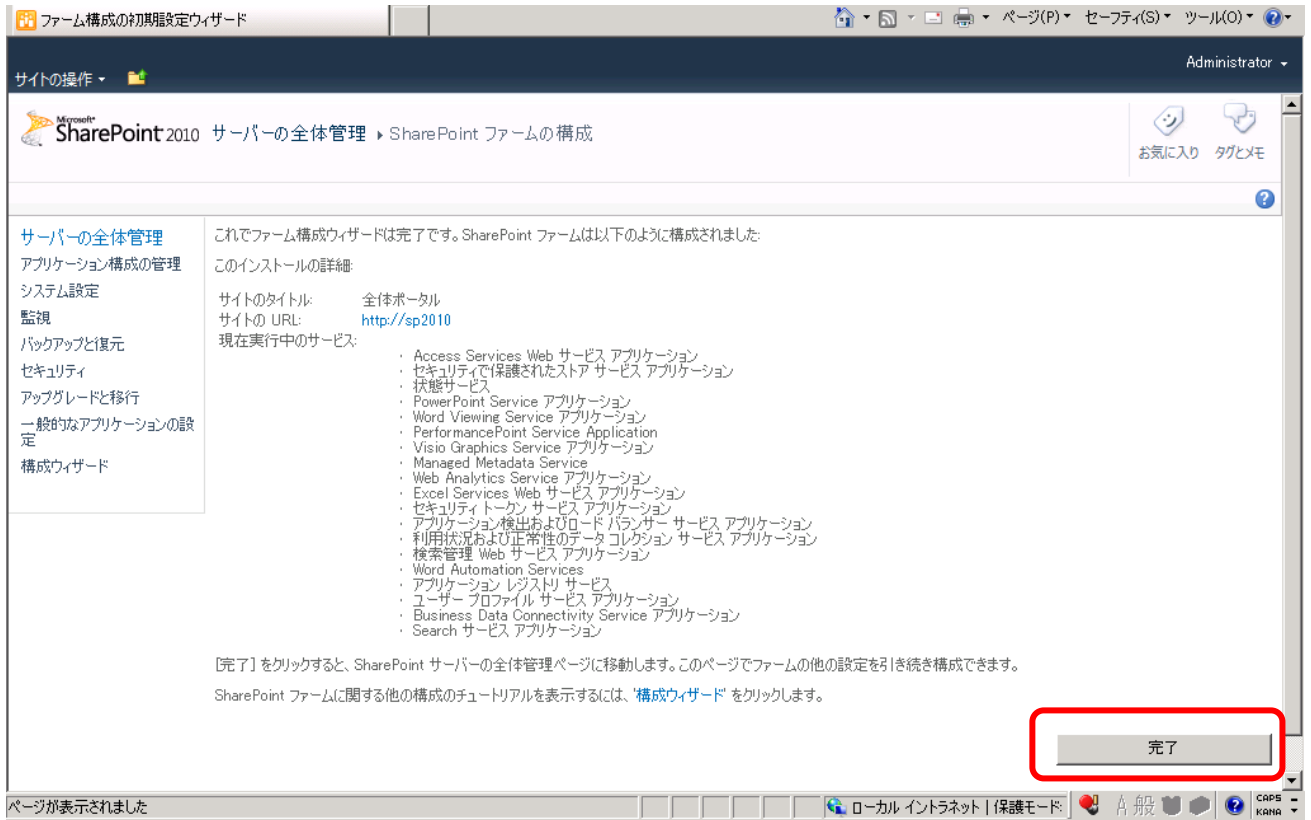 ファーム構成の初期設定ウィザード
ページ(P) セーフティ(S) ツール(O)
サイトの操作
Administrator
Microsoft
SharePoint 2010 サーバーの全体管理 SharePoint ファームの構成
お気に入り タグとメモ
サーバーの全体管理
アプリケーション構成の管理
システム設定
監視
バックアップと復元
セキュリティ
アップグレードと移行
一般的なアプリケーションの設
定
構成ウィザード
これでファーム構成ウィザードは完了です。SharePoint ファームは以下のように構成されました:
このインストールの詳細:
サイトのタイトル: 全体ポータル
サイトの URL: http://sp2010
現在実行中のサービス:
・ Access Services Web サービス アプリケーション
・ セキュリティで保護されたストア サービス アプリケーション
・ 状態サービス
・ PowerPoint Service アプリケーション
・ Word Viewing Service アプリケーション
・ PerformancePoint Service Application
・ Visio Graphics Service アプリケーション
・ Managed Metadata Service
・ Web Analytics Service アプリケーション
・ Excel Services Web サービス アプリケーション
・ セキュリティ トークン サービス アプリケーション
・ アプリケーション検出およびロード バランサー サービス アプリケーション
・ 利用状況および正常性のデータ コレクション サービス アプリケーション
・ 検索管理 Web サービス アプリケーション
・ Word Automation Services
・ アプリケーション レジストリ サービス
・ ユーザー プロファイル サービス アプリケーション
・ Business Data Connectivity Service アプリケーション
・ Search サービス アプリケーション
[完了] をクリックすると、SharePoint サーバーの全体管理ページに移動します。このページでファームの他の設定を引き続き構成できます。
SharePoint ファームに関する他の構成のチュートリアルを表示するには、'構成ウィザード' をクリックします。
完了
ページが表示されました
ローカル イントラネット | 保護モード:
A 般
CAPS
KANA